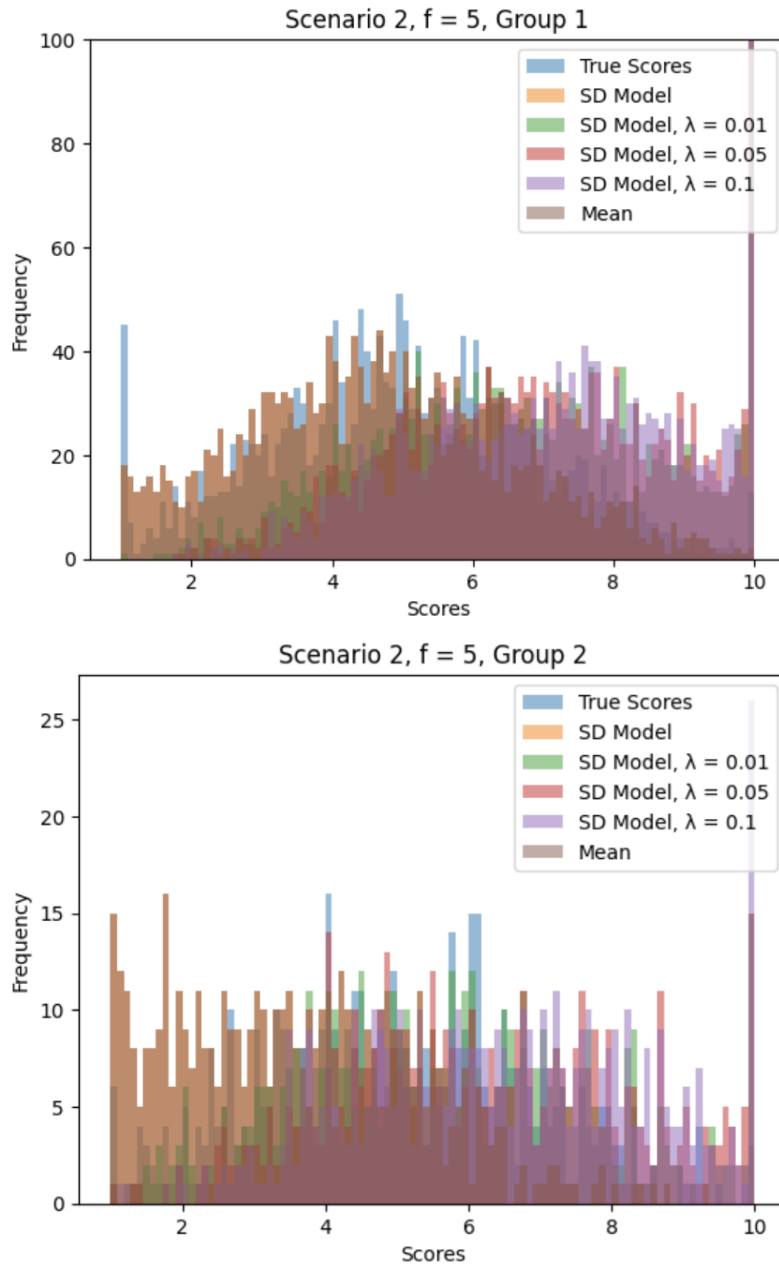 Scenario 2, f = 5, Group 1
100
80
60
40
20
0
Frequency
True Scores
SD Model
SD Model, λ = 0.01
SD Model, λ = 0.05
SD Model, λ = 0.1
Mean
2 4 6 8 10
Scores
Scenario 2, f = 5, Group 2
25
20
15
10
5
0
Frequency
True Scores
SD Model
SD Model, λ = 0.01
SD Model, λ = 0.05
SD Model, λ = 0.1
Mean
2 4 6 8 10
Scores